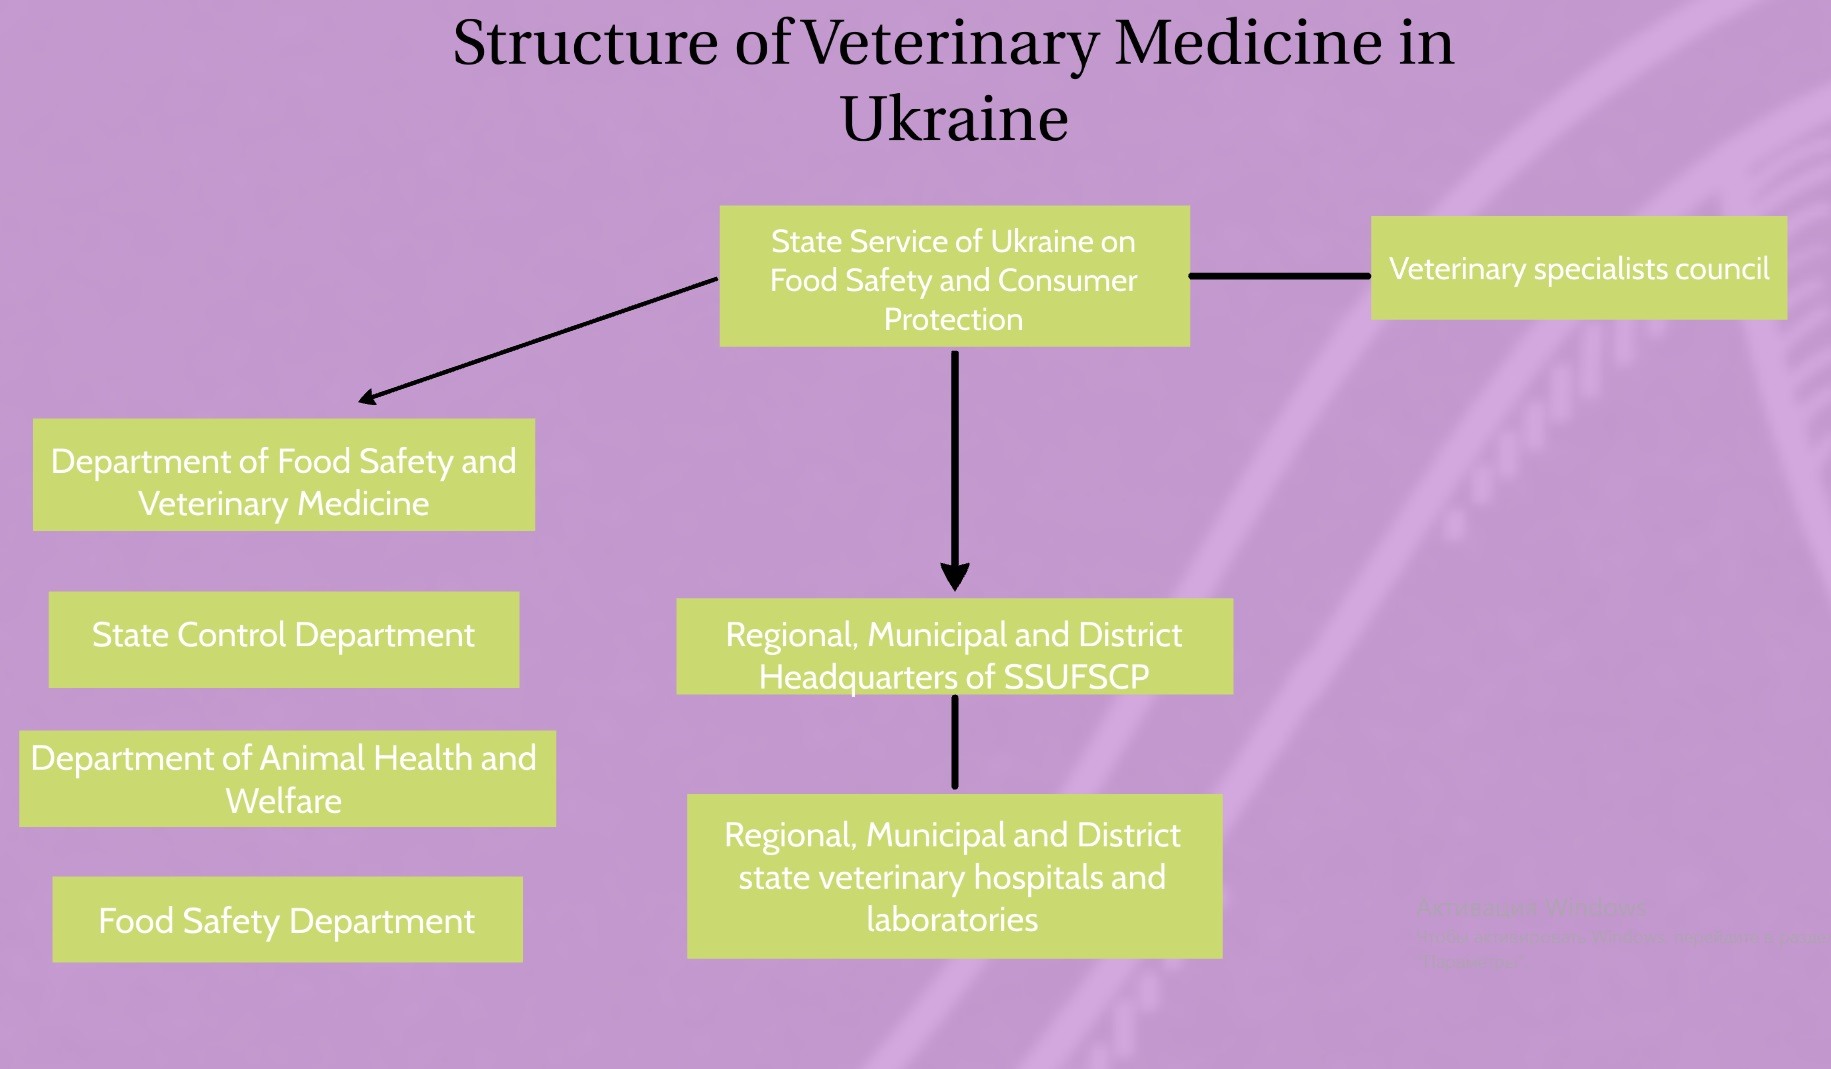 Structure of Veterinary Medicine in
Ukraine
State Service of Ukraine on
Food Safety and Consumer
Protection
Veterinary specialists council
Department of Food Safety and
Veterinary Medicine
State Control Department
Department of Animal Health and
Welfare
Food Safety Department
Regional, Municipal and District
Headquarters of SSUFSCP
Regional, Municipal and District
state veterinary hospitals and
laboratories
Активация Windows